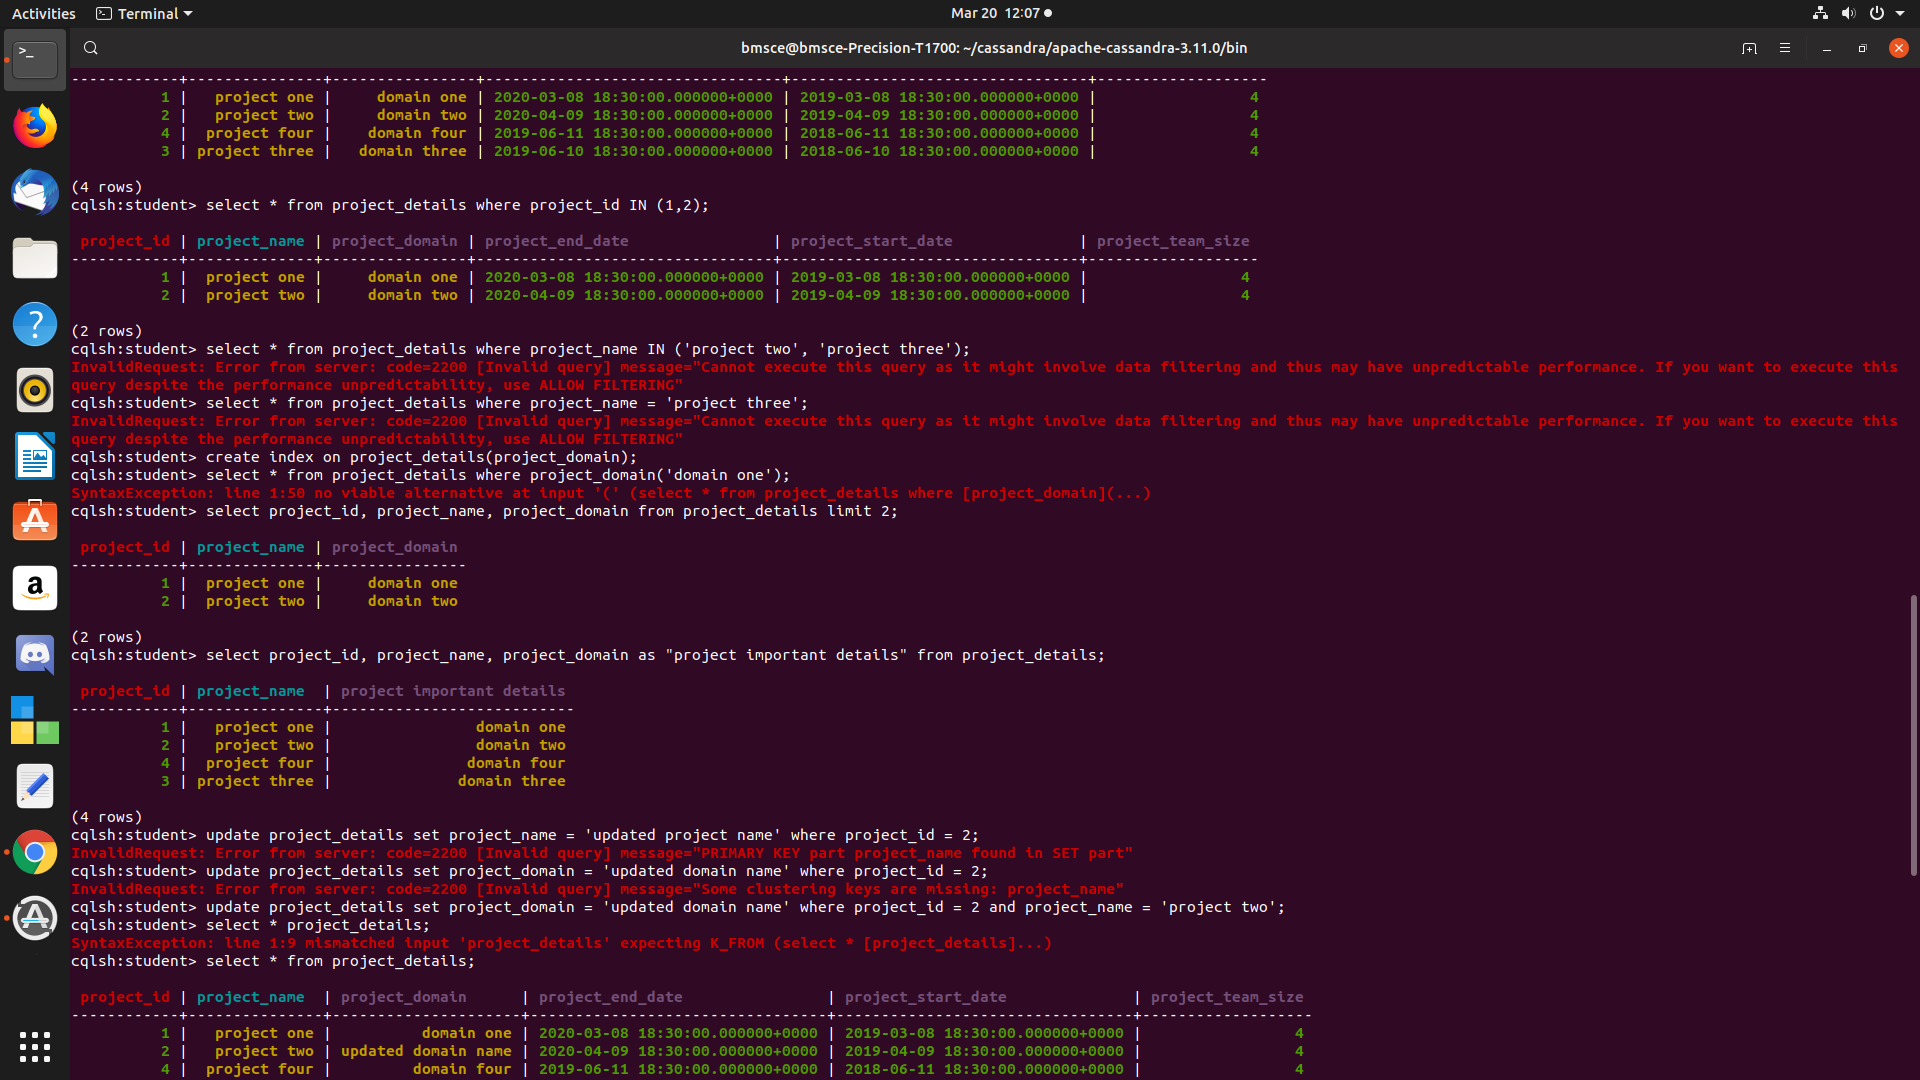 Activities
Terminal
Mar 20 12:07
bmsce@bmsce-Precision-T1700: ~/cassandra/apache-cassandra-3.11.0/bin
------------+---------------+----------------+---------------------------------+---------------------------------+-------------------
1 | project one | domain one | 2020-03-08 18:30:00.000000+0000 | 2019-03-08 18:30:00.000000+0000 | 4
2 | project two | domain two | 2020-04-09 18:30:00.000000+0000 | 2019-04-09 18:30:00.000000+0000 | 4
4 | project four | domain four | 2019-06-11 18:30:00.000000+0000 | 2018-06-11 18:30:00.000000+0000 | 4
3 | project three | domain three | 2019-06-10 18:30:00.000000+0000 | 2018-06-10 18:30:00.000000+0000 | 4
(4 rows)
cqlsh:student> select * from project_details where project_id IN (1,2);
project_id | project_name | project_domain | project_end_date | project_start_date | project_team_size
------------+--------------+----------------+---------------------------------+---------------------------------+-------------------
1 | project one | domain one | 2020-03-08 18:30:00.000000+0000 | 2019-03-08 18:30:00.000000+0000 | 4
2 | project two | domain two | 2020-04-09 18:30:00.000000+0000 | 2019-04-09 18:30:00.000000+0000 | 4
(2 rows)
cqlsh:student> select * from project_details where project_name IN ('project two', 'project three');
InvalidRequest: Error from server: code=2200 [Invalid query] message="Cannot execute this query as it might involve data filtering and thus may have unpredictable performance. If you want to execute this
query despite the performance unpredictability, use ALLOW FILTERING"
cqlsh:student> select * from project_details where project_name = 'project three';
InvalidRequest: Error from server: code=2200 [Invalid query] message="Cannot execute this query as it might involve data filtering and thus may have unpredictable performance. If you want to execute this
query despite the performance unpredictability, use ALLOW FILTERING"
cqlsh:student> create index on project_details(project_domain);
cqlsh:student> select * from project_details where project_domain('domain one');
SyntaxException: line 1:50 no viable alternative at input '(' (select * from project_details where [project_domain](...)
cqlsh:student> select project_id, project_name, project_domain from project_details limit 2;
project_id | project_name | project_domain
------------+--------------+----------------
1 | project one | domain one
2 | project two | domain two
(2 rows)
cqlsh:student> select project_id, project_name, project_domain as "project important details" from project_details;
project_id | project_name | project important details
------------+---------------+---------------------------
1 | project one | domain one
2 | project two | domain two
4 | project four | domain four
3 | project three | domain three
(4 rows)
cqlsh:student> update project_details set project_name = 'updated project name' where project_id = 2;
InvalidRequest: Error from server: code=2200 [Invalid query] message="PRIMARY KEY part project_name found in SET part"
cqlsh:student> update project_details set project_domain = 'updated domain name' where project_id = 2;
InvalidRequest: Error from server: code=2200 [Invalid query] message="Some clustering keys are missing: project_name"
cqlsh:student> update project_details set project_domain = 'updated domain name' where project_id = 2 and project_name = 'project two';
cqlsh:student> select * project_details;
SyntaxException: line 1:9 mismatched input 'project_details' expecting K_FROM (select * [project_details]...)
cqlsh:student> select * from project_details;
project_id | project_name | project_domain | project_end_date | project_start_date | project_team_size
------------+---------------+---------------------+---------------------------------+---------------------------------+-------------------
1 | project one | domain one | 2020-03-08 18:30:00.000000+0000 | 2019-03-08 18:30:00.000000+0000 | 4
2 | project two | updated domain name | 2020-04-09 18:30:00.000000+0000 | 2019-04-09 18:30:00.000000+0000 | 4
4 | project four | domain four | 2019-06-11 18:30:00.000000+0000 | 2018-06-11 18:30:00.000000+0000 | 4